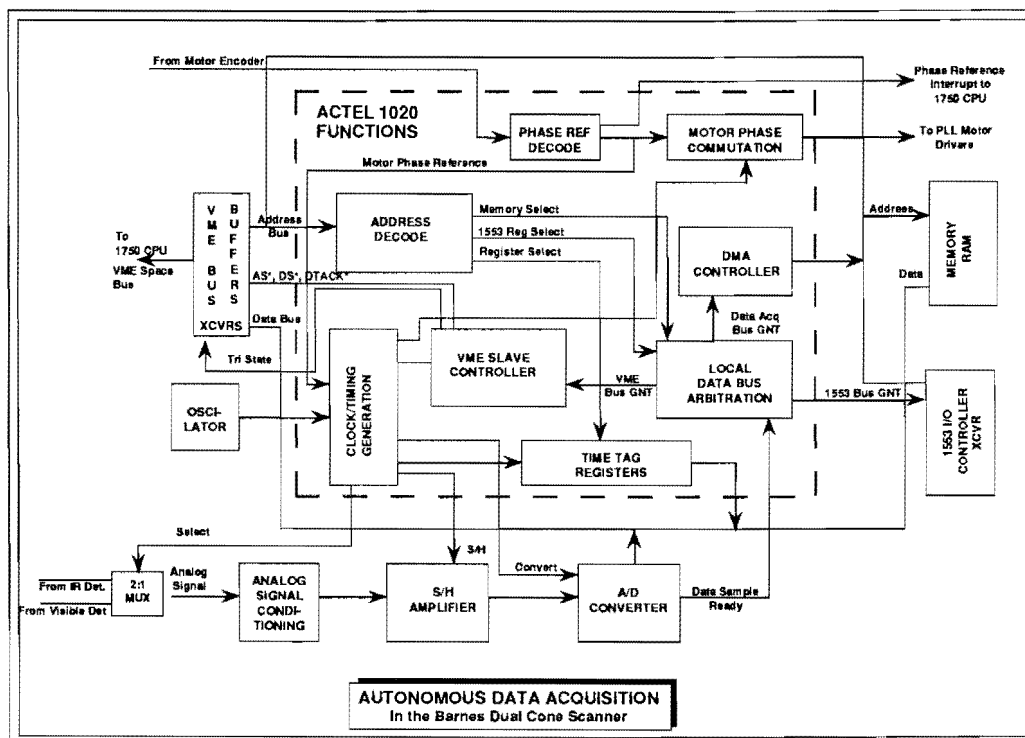 From Motor Encoder
Phase Reference
Interrupt to
1750 CPU
ACTEL 1020
FUNCTIONS
PHASE REF
DECODE
MOTOR PHASE
COMMUTATION
To PLL Motor
Drivers
Motor Phase Reference
VME BUS
BUFFERS
XCVRS
Address
Bus
ADDRESS
DECODE
Memory Select
1553 Reg Select
Register Select
Address
MEMORY
RAM
Data
To
1750 CPU
VME Space
Bus
DMA
CONTROLLER
AS*, DS*, DTACK*
Data Bus
Data Acq
Bus GNT
Tri State
CLOCK/TIMING
GENERATION
VME SLAVE
CONTROLLER
VME
Bus GNT
LOCAL
DATA BUS
ARBITRATION
1553 Bus GNT
1553 I/O
CONTROLLER
XCVR
OSCI-
LATOR
TIME TAG
REGISTERS
Select
S/H
Convert
From IR Det.
From Visible Det
2:1
MUX
Analog
Signal
ANALOG
SIGNAL
CONDI-
TIONING
S/H
AMPLIFIER
A/D
CONVERTER
Data Sample
Ready
AUTONOMOUS DATA ACQUISITION
In the Barnes Dual Cone Scanner